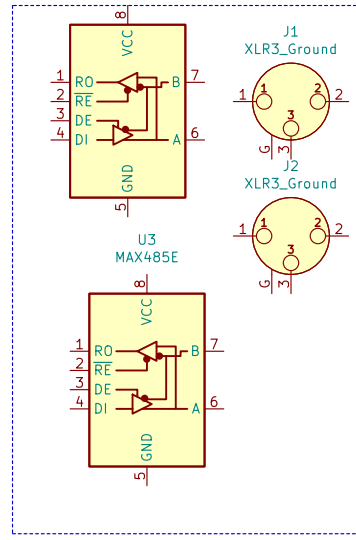 8
VCC
1 RO B 7
2 RE
3 DE
4 DI A 6
GND
5
J1
XLR3_Ground
1 1 2 2
3
G 3
J2
XLR3_Ground
1 1 2 2
3
G 3
U3
MAX485E
8
VCC
1 RO B 7
2 RE
3 DE
4 DI A 6
GND
5